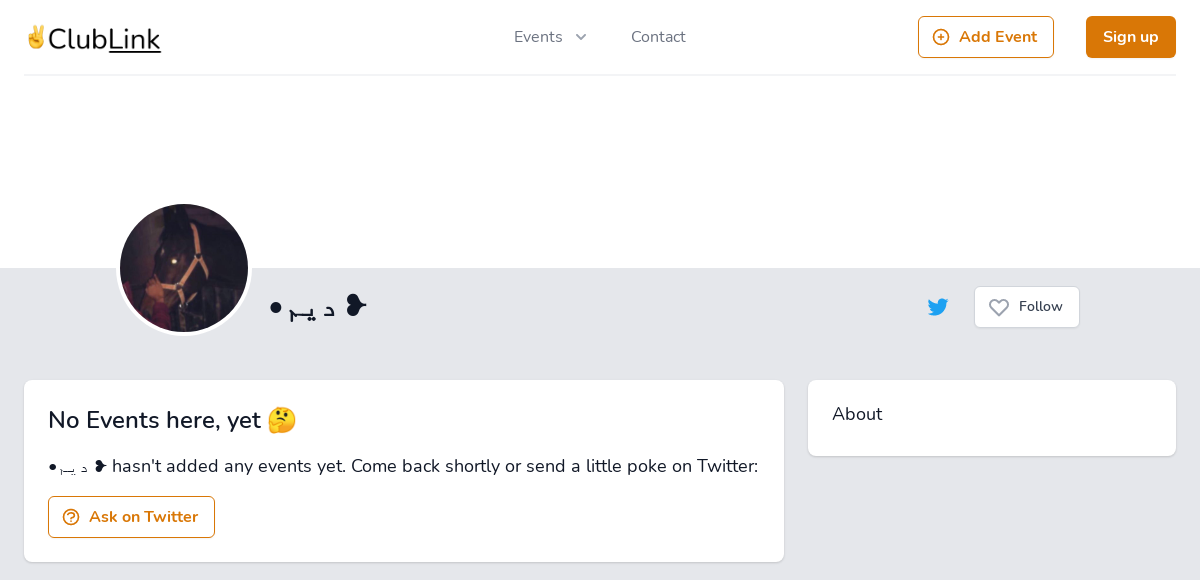 ✌️ClubLink
Events
Contact
Add Event
Sign up
❥ ديـم•
Follow
No Events here, yet 🤔
❥ ديـم• hasn't added any events yet. Come back shortly or send a little poke on Twitter:
Ask on Twitter
About